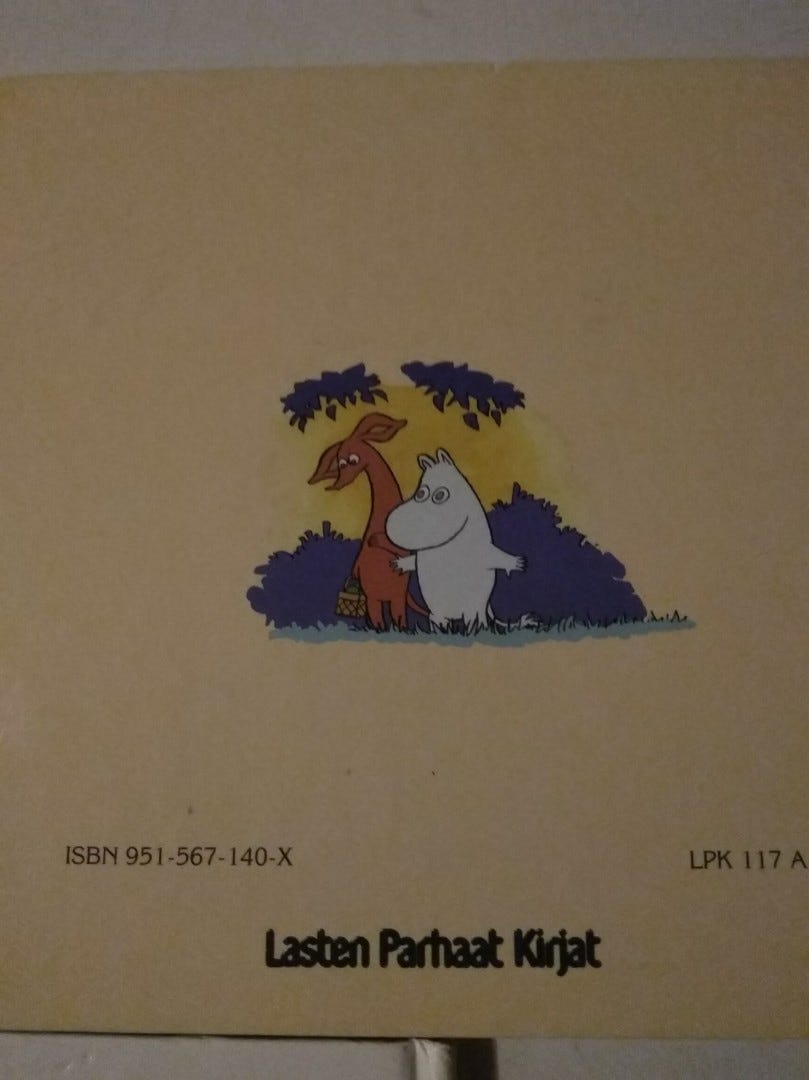 ISBN 951-567-140-X
LPK 117 A
Lasten Parhaat Kirjat